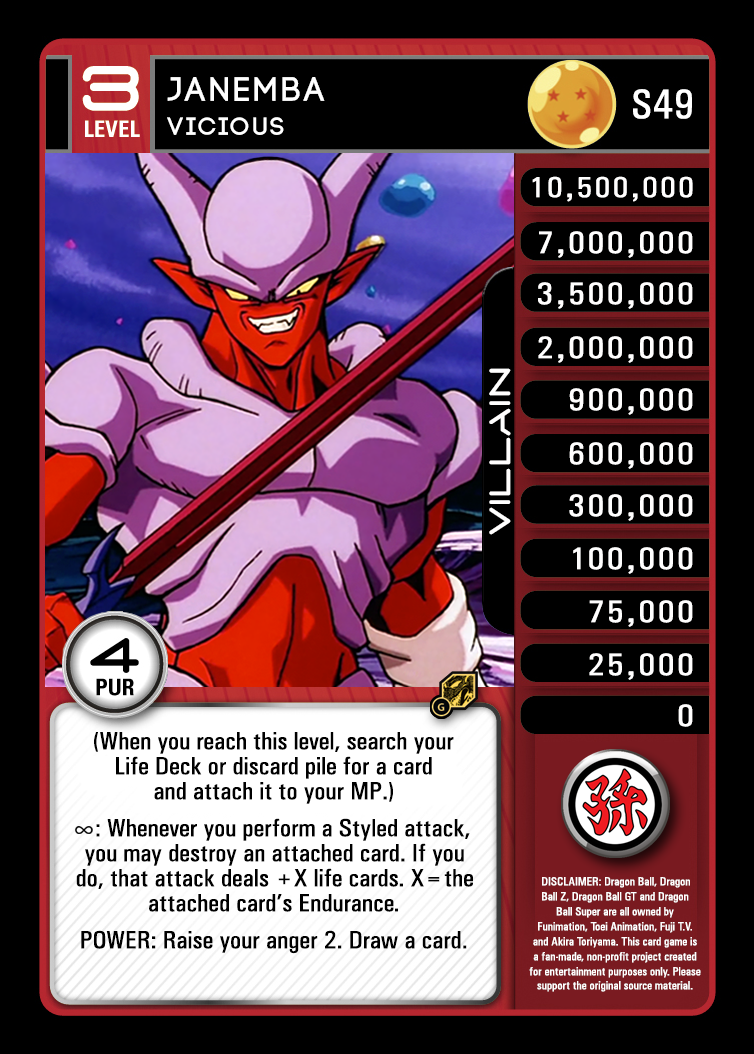 3
LEVEL
JANEMBA
VICIOUS
S49
10,500,000
7,000,000
3,500,000
2,000,000
900,000
600,000
300,000
100,000
75,000
25,000
0
VILLAIN
4
PUR
G
(When you reach this level, search your
Life Deck or discard pile for a card
and attach it to your MP.)
∞: Whenever you perform a Styled attack,
you may destroy an attached card. If you
do, that attack deals +X life cards. X = the
attached card's Endurance.
POWER: Raise your anger 2. Draw a card.
DISCLAIMER: Dragon Ball, Dragon
Ball Z, Dragon Ball GT and Dragon
Ball Super are all owned by
Funimation, Toei Animation, Fuji T.V.
and Akira Toriyama. This card game is
a fan-made, non-profit project created
for entertainment purposes only. Please
support the original source material.